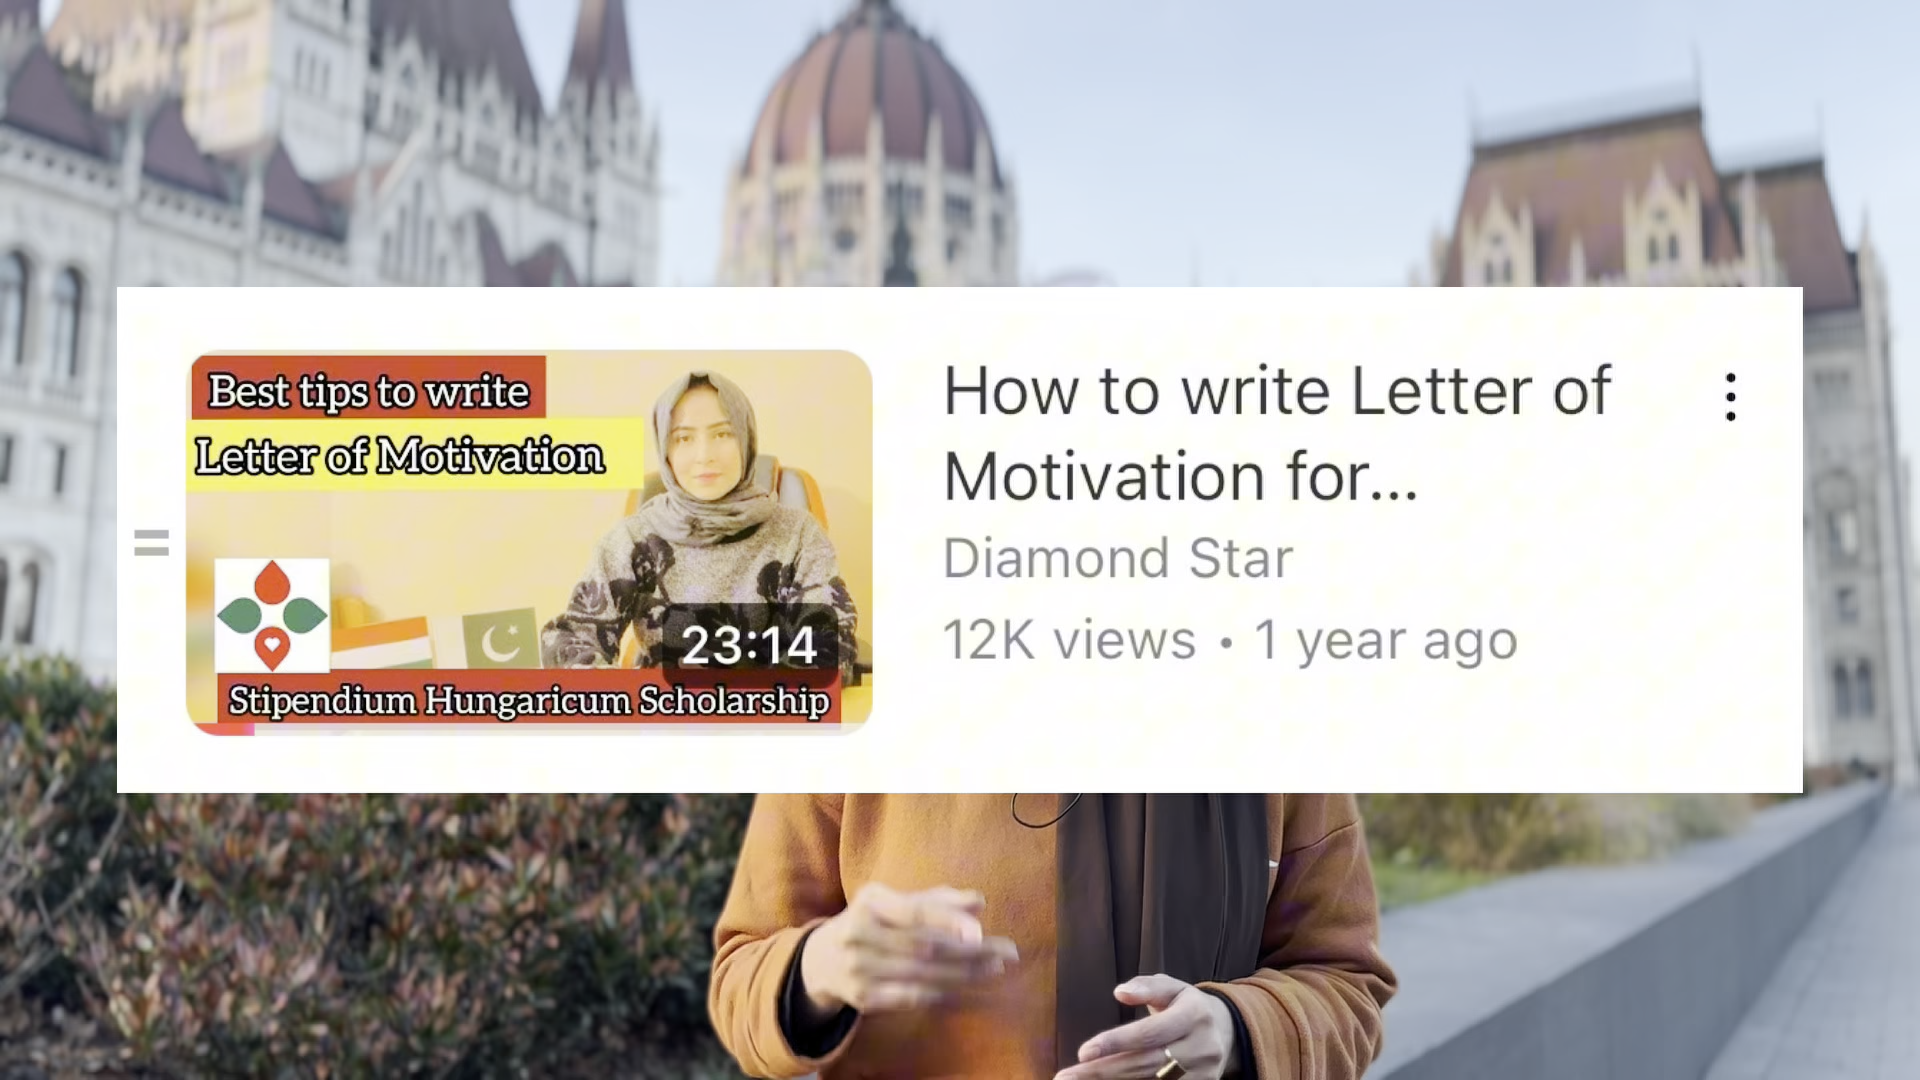 Best tips to write
Letter of Motivation
23:14
Stipendium Hungaricum Scholarship
How to write Letter of
Motivation for...
Diamond Star
12K views • 1 year ago